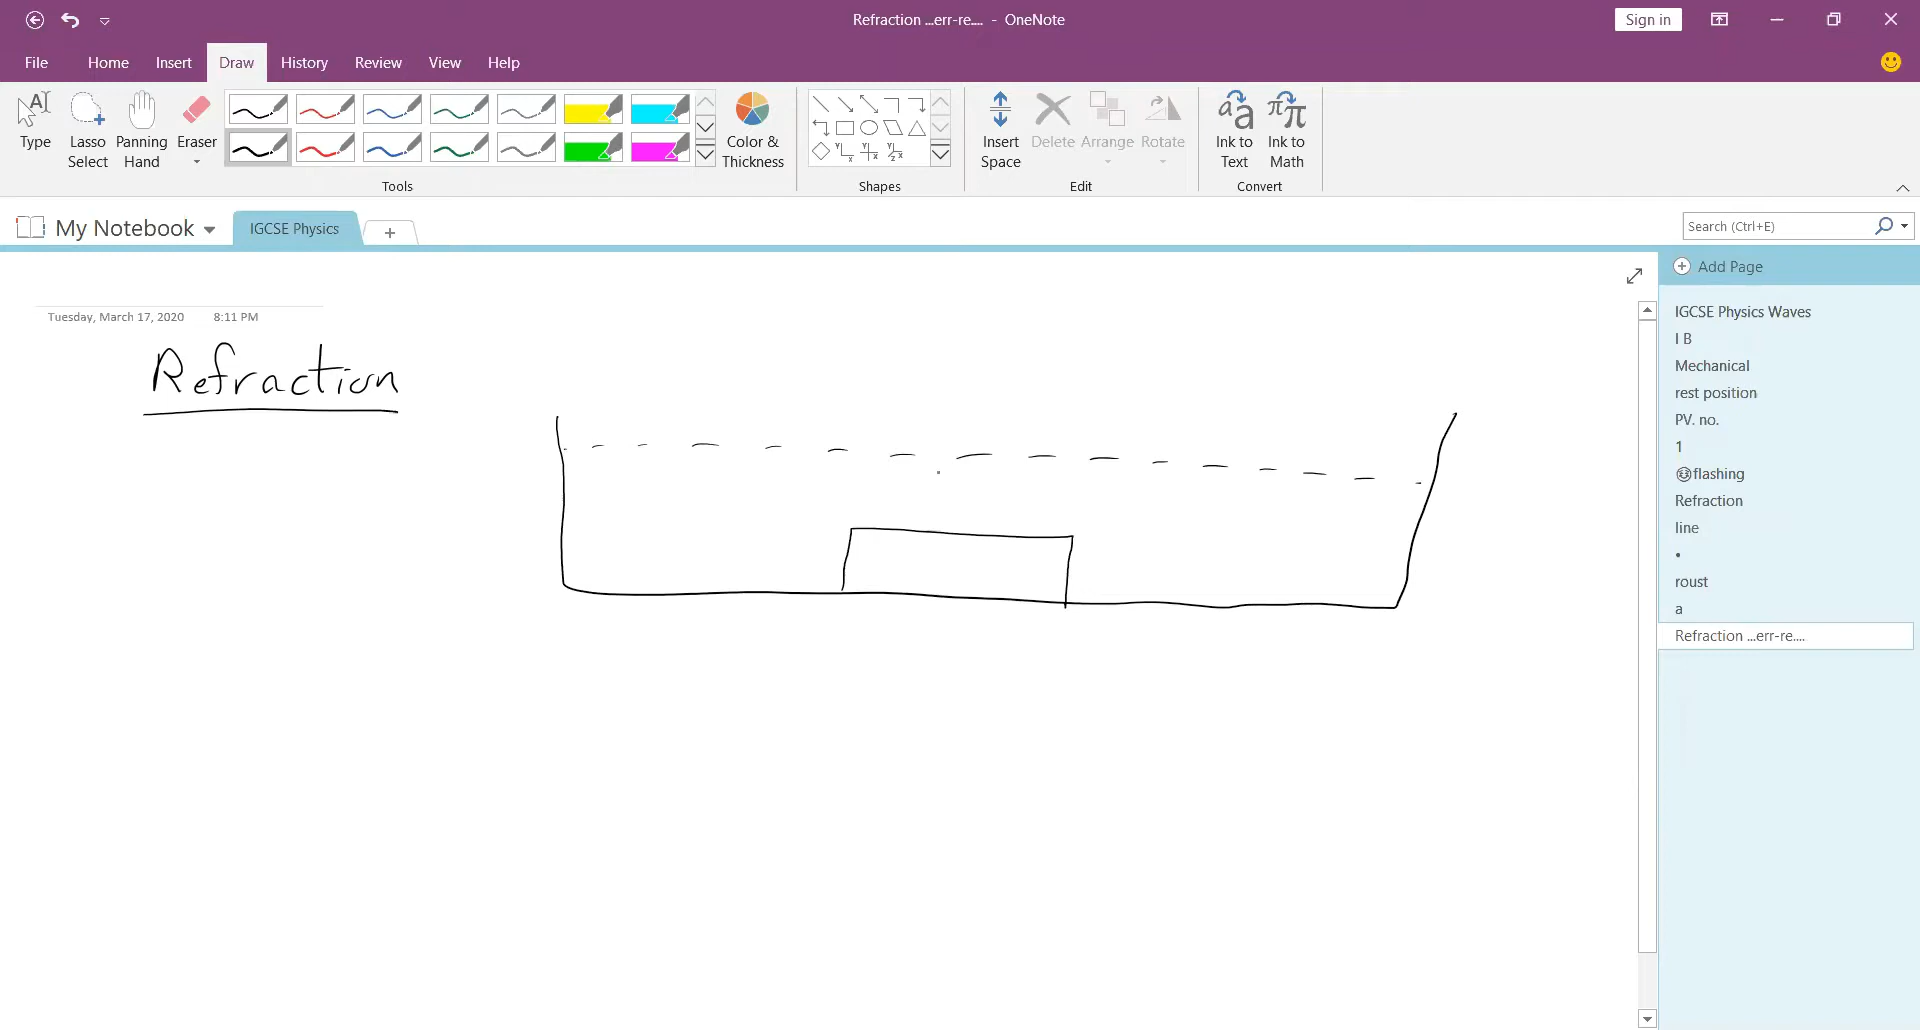 Refraction ...err-re.... - OneNote
Sign in
File Home Insert Draw History Review View Help
Type
Lasso Select
Panning Hand
Eraser
Color & Thickness
Insert Space
Delete
Arrange
Rotate
Ink to Text
Ink to Math
Tools
Shapes
Edit
Convert
My Notebook
IGCSE Physics
Search (Ctrl+E)
Add Page
Tuesday, March 17, 2020 8:11 PM
Refraction
IGCSE Physics Waves
I B
Mechanical
rest position
PV. no.
1
flashing
Refraction
line
•
roust
a
Refraction ...err-re....